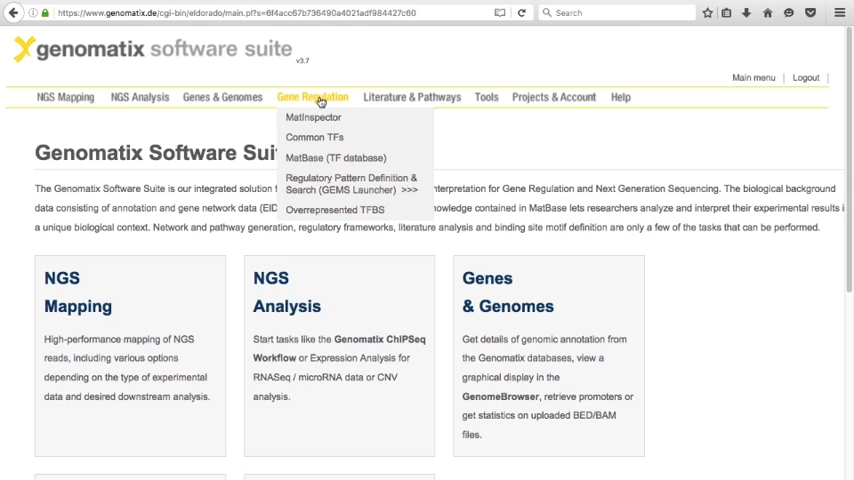 https://www.genomatix.de/cgi-bin/eldorado/main.pl?s=6f4acc67b736490a4021adf984427c60
Search
genomatix software suite
v3.7
Main menu | Logout |
NGS Mapping NGS Analysis Genes & Genomes Gene Regulation Literature & Pathways Tools Projects & Account Help
MatInspector
Common TFs
MatBase (TF database)
Regulatory Pattern Definition &
Search (GEMS Launcher) >>>
Overrepresented TFBS
Genomatix Software Sui
The Genomatix Software Suite is our integrated solution f
nterpretation for Gene Regulation and Next Generation Sequencing. The biological background
data consisting of annotation and gene network data (ElD
nowledge contained in MatBase lets researchers analyze and interpret their experimental results i
a unique biological context. Network and pathway generation, regulatory frameworks, literature analysis and binding site motif definition are only a few of the tasks that can be performed.
NGS
Mapping
High-performance mapping of NGS
reads, including various options
depending on the type of experimental
data and desired downstream analysis.
NGS
Analysis
Start tasks like the Genomatix ChIPSeq
Workflow or Expression Analysis for
RNASeq / microRNA data or CNV
analysis.
Genes
& Genomes
Get details of genomic annotation from
the Genomatix databases, view a
graphical display in the
GenomeBrowser, retrieve promoters or
get statistics on uploaded BED/BAM
files.